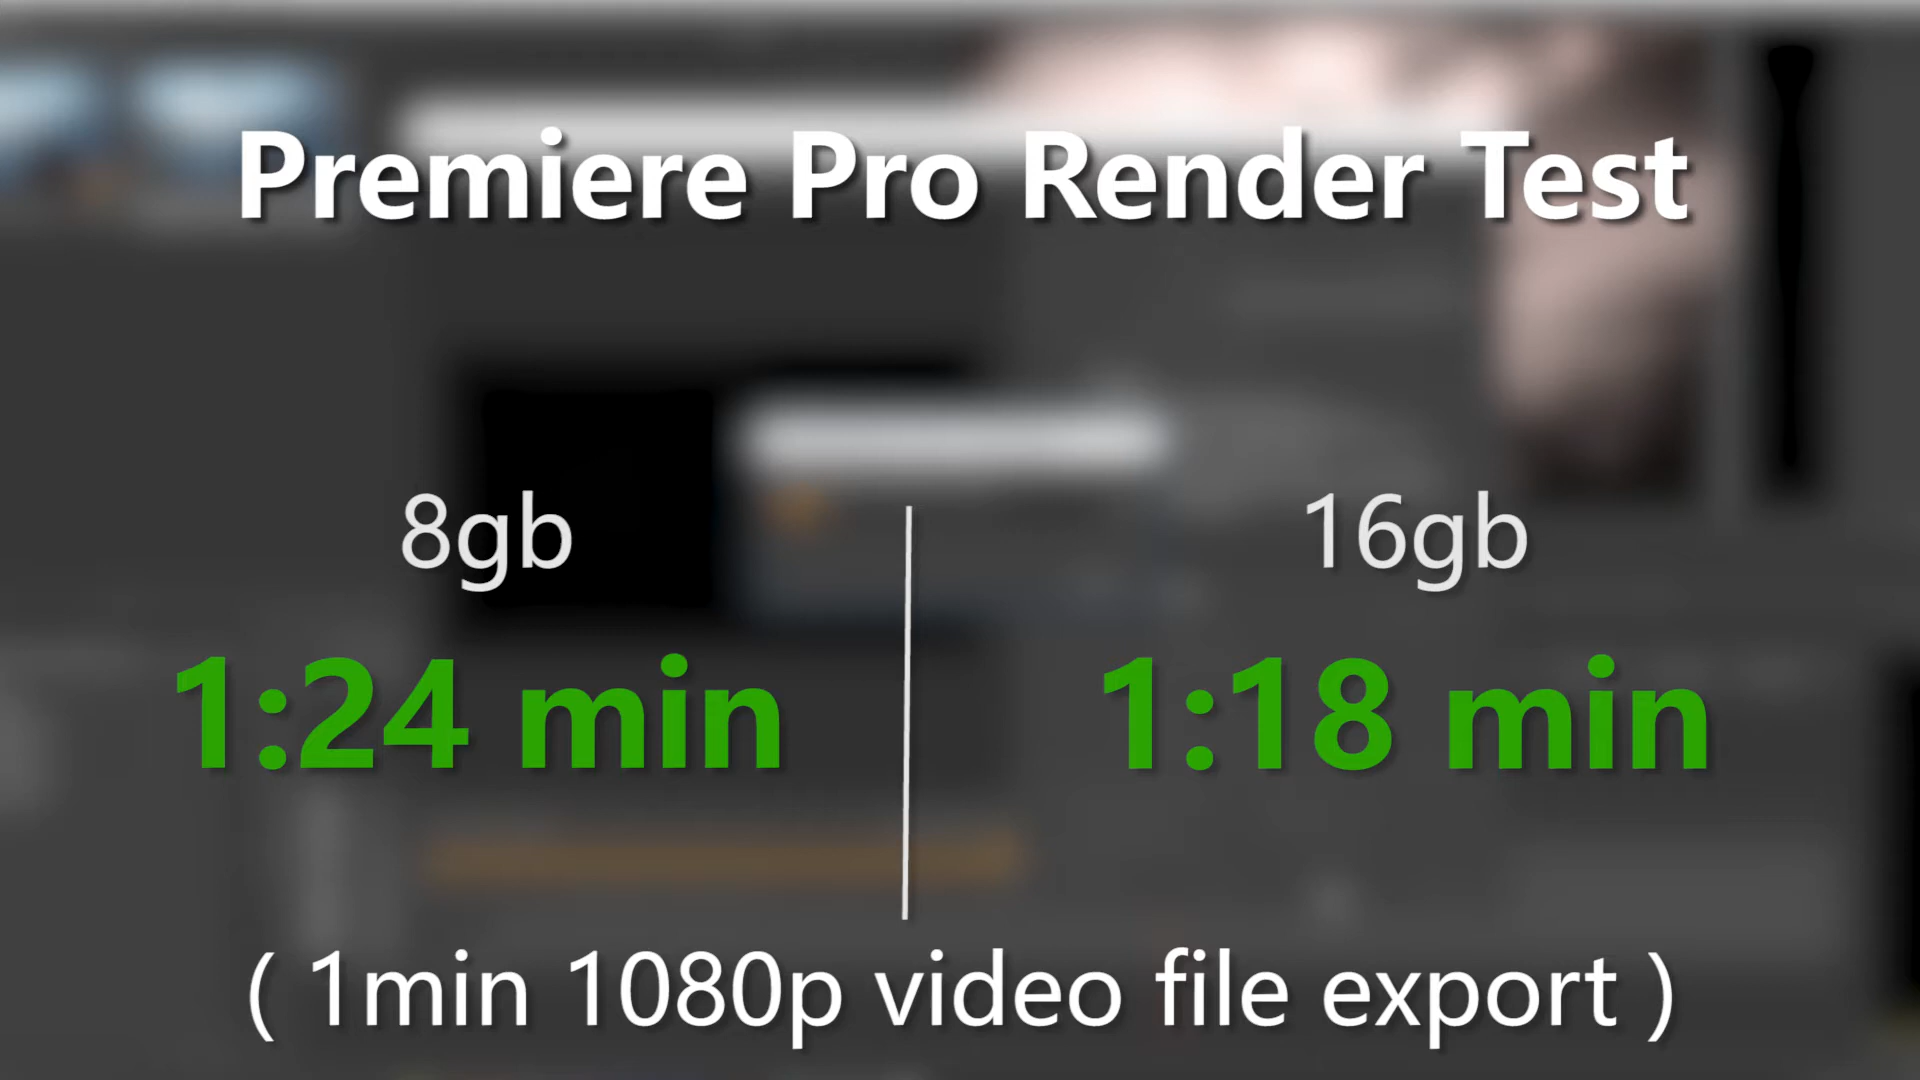 Premiere Pro Render Test
8gb
16gb
1:24 min
1:18 min
( 1min 1080p video file export )